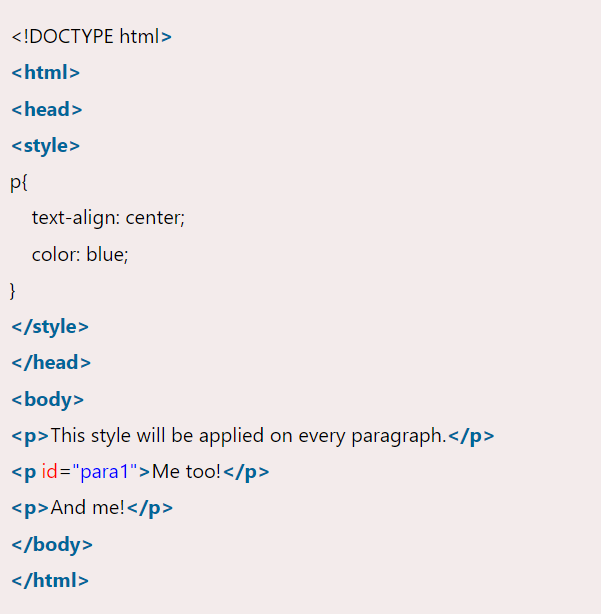 <!DOCTYPE html>
<html>
<head>
<style>
p{
    text-align: center;
    color: blue;
}
</style>
</head>
<body>
<p>This style will be applied on every paragraph.</p>
<p id="para1">Me too!</p>
<p>And me!</p>
</body>
</html>